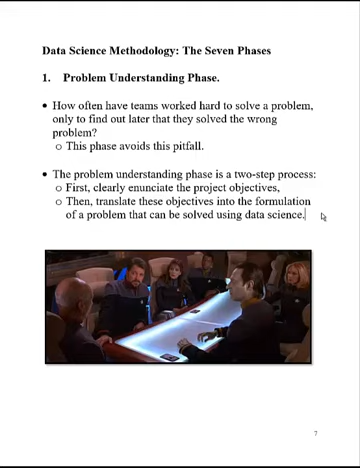 Data Science Methodology: The Seven Phases
1. Problem Understanding Phase.
• How often have teams worked hard to solve a problem,
only to find out later that they solved the wrong
problem?
o This phase avoids this pitfall.
• The problem understanding phase is a two-step process:
o First, clearly enunciate the project objectives,
o Then, translate these objectives into the formulation
of a problem that can be solved using data science.
7